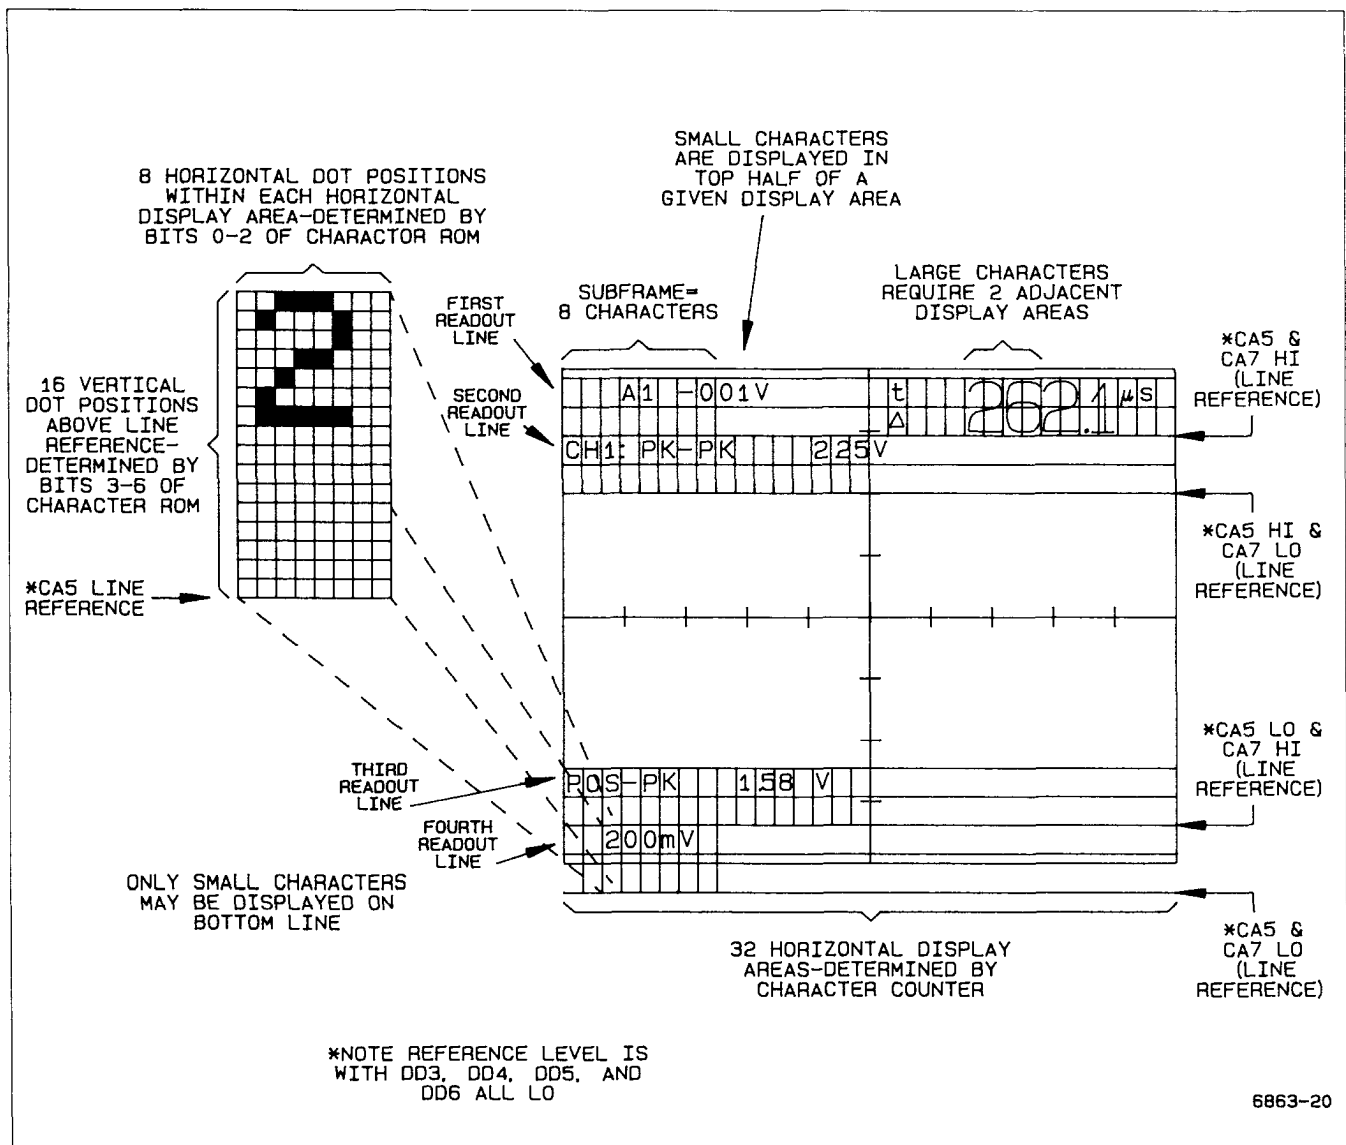 SMALL CHARACTERS
ARE DISPLAYED IN
TOP HALF OF A
GIVEN DISPLAY AREA
8 HORIZONTAL DOT POSITIONS
WITHIN EACH HORIZONTAL
DISPLAY AREA-DETERMINED BY
BITS 0-2 OF CHARACTOR ROM
16 VERTICAL
DOT POSITIONS
ABOVE LINE
REFERENCE-
DETERMINED BY
BITS 3-6 OF
CHARACTER ROM
*CA5 LINE
REFERENCE
FIRST
READOUT
LINE
SUBFRAME=
8 CHARACTERS
LARGE CHARACTERS
REQUIRE 2 ADJACENT
DISPLAY AREAS
SECOND
READOUT
LINE
A1 -001V
t
Δ
262.1 µs
CH1: PK-PK 225V
*CA5 &
CA7 HI
(LINE
REFERENCE)
*CA5 HI &
CA7 LO
(LINE
REFERENCE)
THIRD
READOUT
LINE
POS-PK 1.58 V
*CA5 LO &
CA7 HI
(LINE
REFERENCE)
FOURTH
READOUT
LINE
200mV
ONLY SMALL CHARACTERS
MAY BE DISPLAYED ON
BOTTOM LINE
32 HORIZONTAL DISPLAY
AREAS-DETERMINED BY
CHARACTER COUNTER
*CA5 &
CA7 LO
(LINE
REFERENCE)
*NOTE REFERENCE LEVEL IS
WITH DD3, DD4, DD5, AND
DD6 ALL LO
6863-20